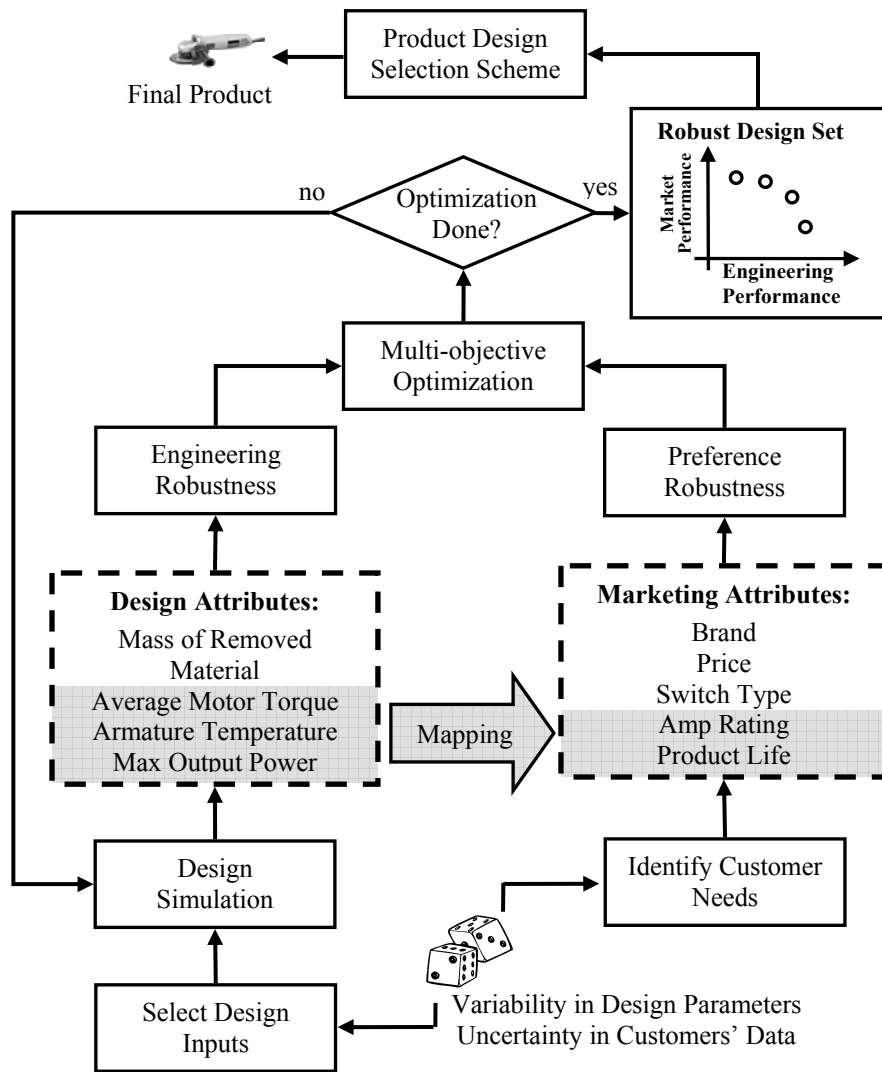 Product Design
Selection Scheme
Final Product
Robust Design Set
Market
Performance
Engineering
Performance
no
yes
Optimization
Done?
Multi-objective
Optimization
Engineering
Robustness
Preference
Robustness
Design Attributes:
Mass of Removed
Material
Average Motor Torque
Armature Temperature
Max Output Power
Mapping
Marketing Attributes:
Brand
Price
Switch Type
Amp Rating
Product Life
Design
Simulation
Identify Customer
Needs
Select Design
Inputs
Variability in Design Parameters
Uncertainty in Customers’ Data